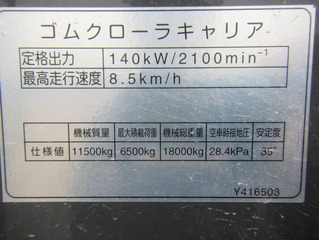 ゴムクローラキャリア
定格出力 140kW/2100min⁻¹
最高走行速度 8.5km/h
機械質量 最大積載荷重 機械総質量 空車時接地圧 安定度
仕様値 11500kg 6500kg 18000kg 28.4kPa 35°
Y416503